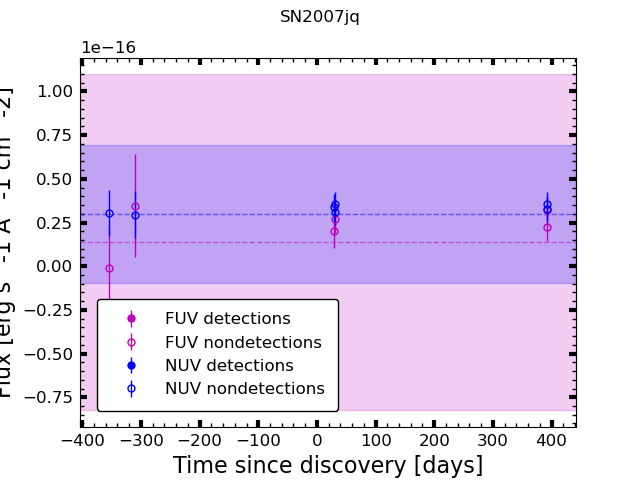 SN2007jq
1e−16
1.00
0.75
0.50
0.25
0.00
−0.25
−0.50
−0.75
Flux [erg s -1 A -1 cm -2]
FUV detections
FUV nondetections
NUV detections
NUV nondetections
−400 −300 −200 −100 0 100 200 300 400
Time since discovery [days]